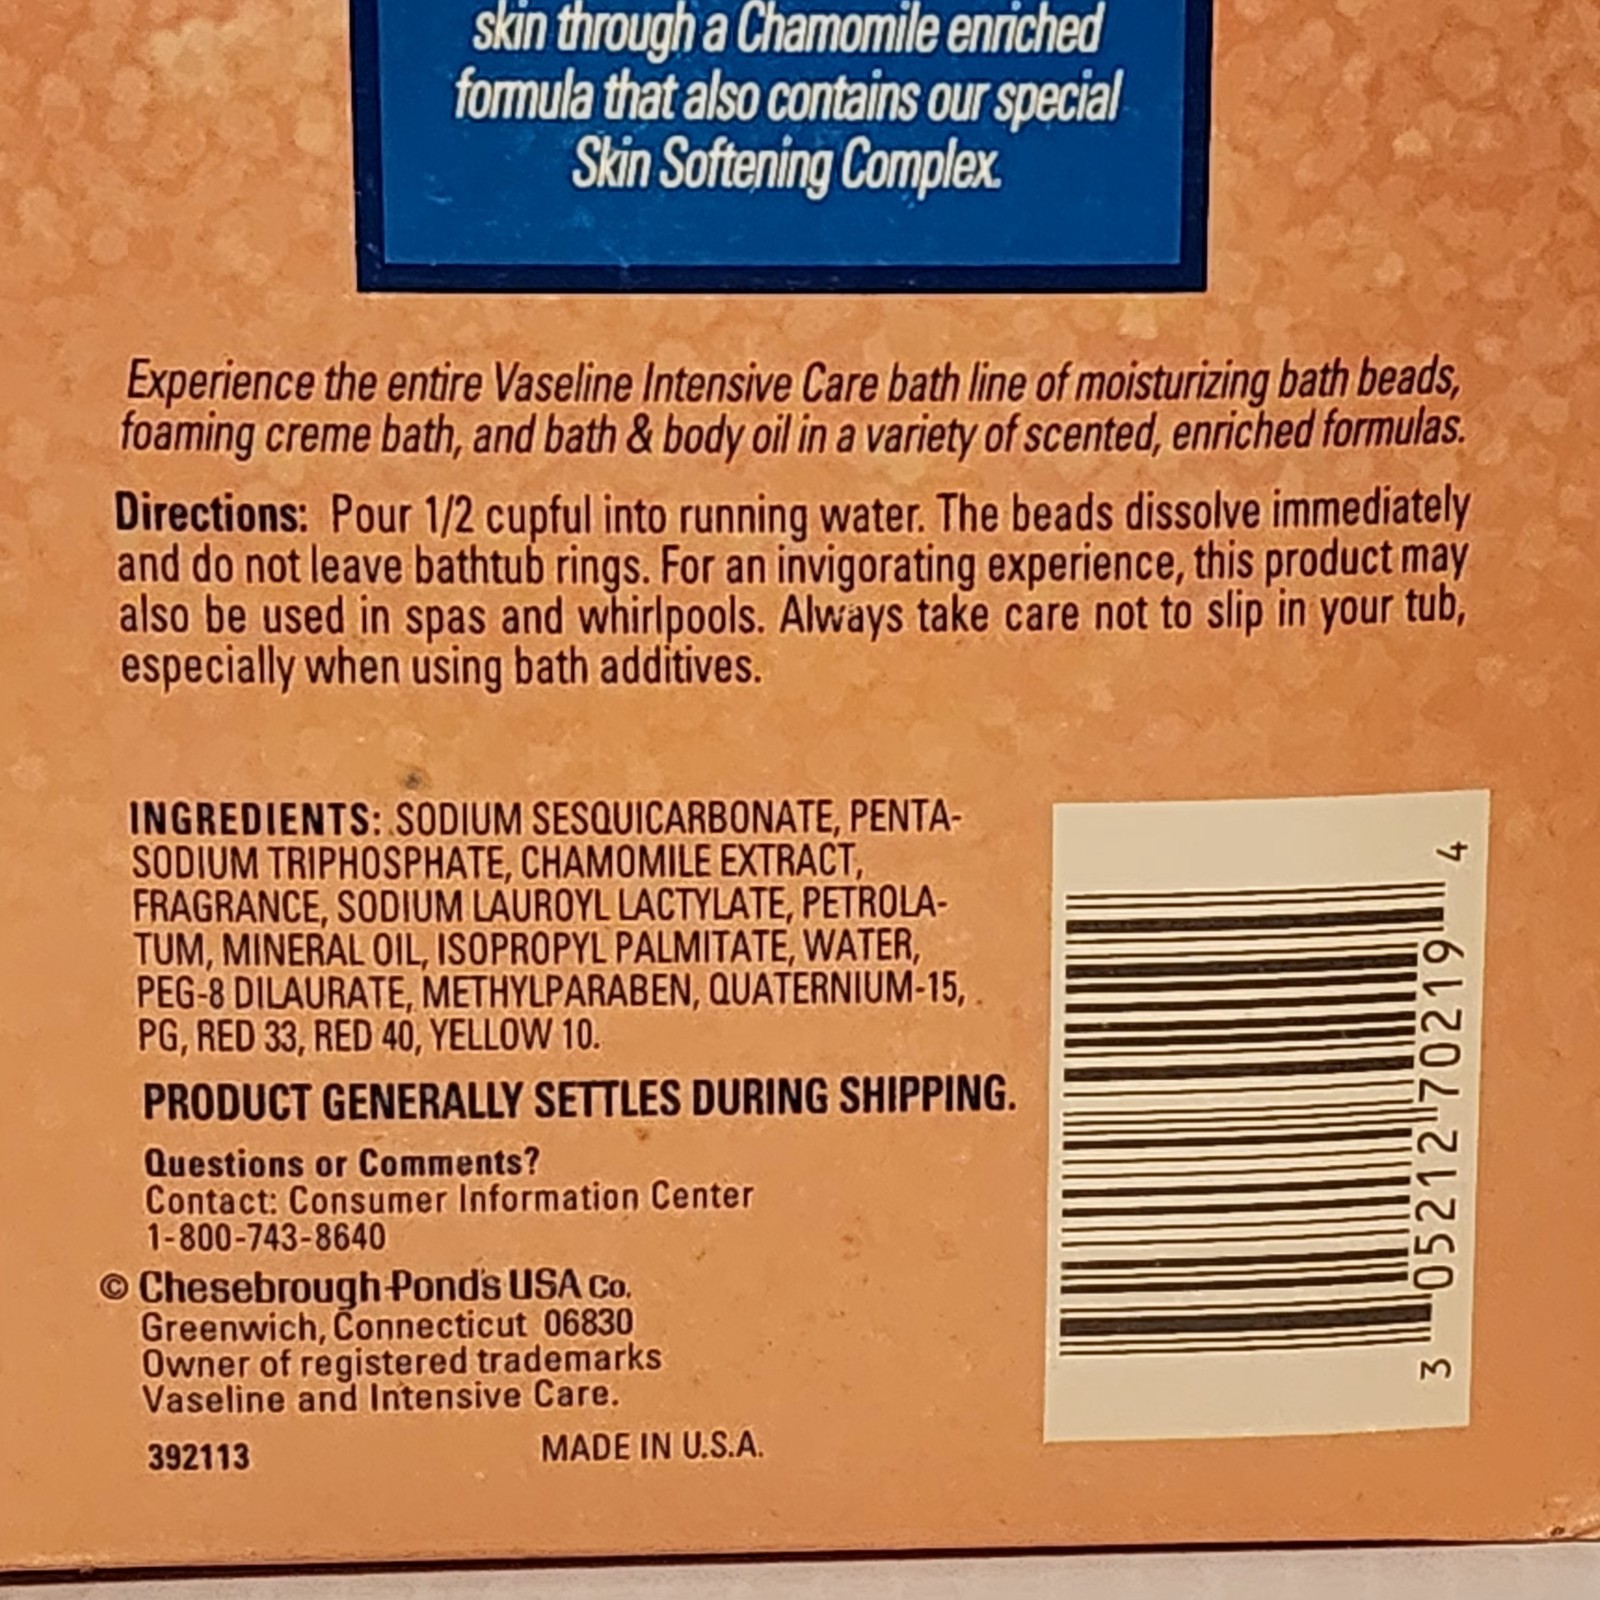 skin through a Chamomile enriched
formula that also contains our special
Skin Softening Complex.
Experience the entire Vaseline Intensive Care bath line of moisturizing bath beads,
foaming creme bath, and bath & body oil in a variety of scented, enriched formulas.
Directions: Pour 1/2 cupful into running water. The beads dissolve immediately
and do not leave bathtub rings. For an invigorating experience, this product may
also be used in spas and whirlpools. Always take care not to slip in your tub,
especially when using bath additives.
INGREDIENTS: SODIUM SESQUICARBONATE, PENTA-
SODIUM TRIPHOSPHATE, CHAMOMILE EXTRACT,
FRAGRANCE, SODIUM LAUROYL LACTYLATE, PETROLA-
TUM, MINERAL OIL, ISOPROPYL PALMITATE, WATER,
PEG-8 DILAURATE, METHYLPARABEN, QUATERNIUM-15,
PG, RED 33, RED 40, YELLOW 10.
PRODUCT GENERALLY SETTLES DURING SHIPPING.
Questions or Comments?
Contact: Consumer Information Center
1-800-743-8640
© Chesebrough-Pond's USA Co.
Greenwich, Connecticut 06830
Owner of registered trademarks
Vaseline and Intensive Care.
392113 MADE IN U.S.A.
3 05212 70219 4